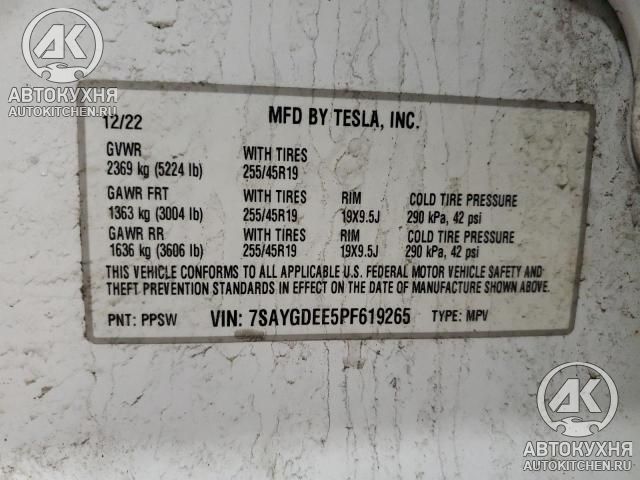 AK
АВТОКУХНЯ
AUTOKITCHEN.RU
12/22 MFD BY TESLA, INC.
GVWR WITH TIRES
2369 kg (5224 lb) 255/45R19
GAWR FRT WITH TIRES RIM COLD TIRE PRESSURE
1363 kg (3004 lb) 255/45R19 19X9.5J 290 kPa, 42 psi
GAWR RR WITH TIRES RIM COLD TIRE PRESSURE
1636 kg (3606 lb) 255/45R19 19X9.5J 290 kPa, 42 psi
THIS VEHICLE CONFORMS TO ALL APPLICABLE U.S. FEDERAL MOTOR VEHICLE SAFETY AND
THEFT PREVENTION STANDARDS IN EFFECT ON THE DATE OF MANUFACTURE SHOWN ABOVE.
PNT: PPSW VIN: 7SAYGDEE5PF619265 TYPE: MPV
AK
АВТОКУХНЯ
AUTOKITCHEN.RU